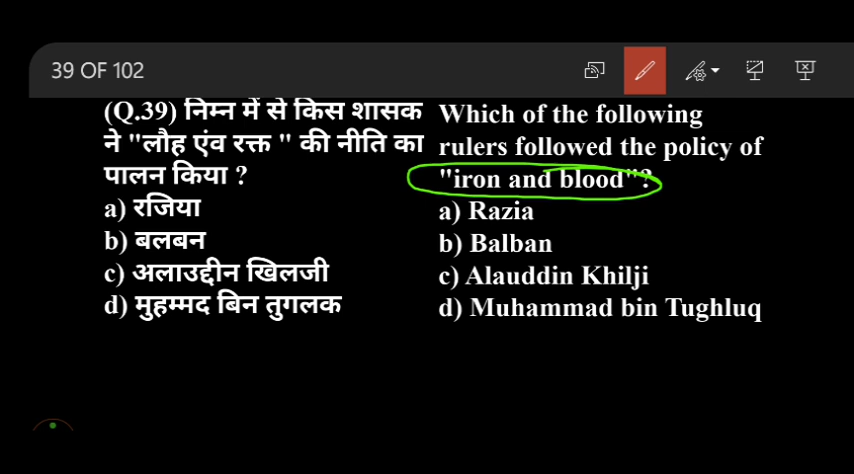 39 OF 102
(Q.39) निम्न में से किस शासक
ने "लौह एंव रक्त " की नीति का
पालन किया ?
a) रजिया
b) बलबन
c) अलाउद्दीन खिलजी
d) मुहम्मद बिन तुगलक
Which of the following
rulers followed the policy of
"iron and blood"?
a) Razia
b) Balban
c) Alauddin Khilji
d) Muhammad bin Tughluq